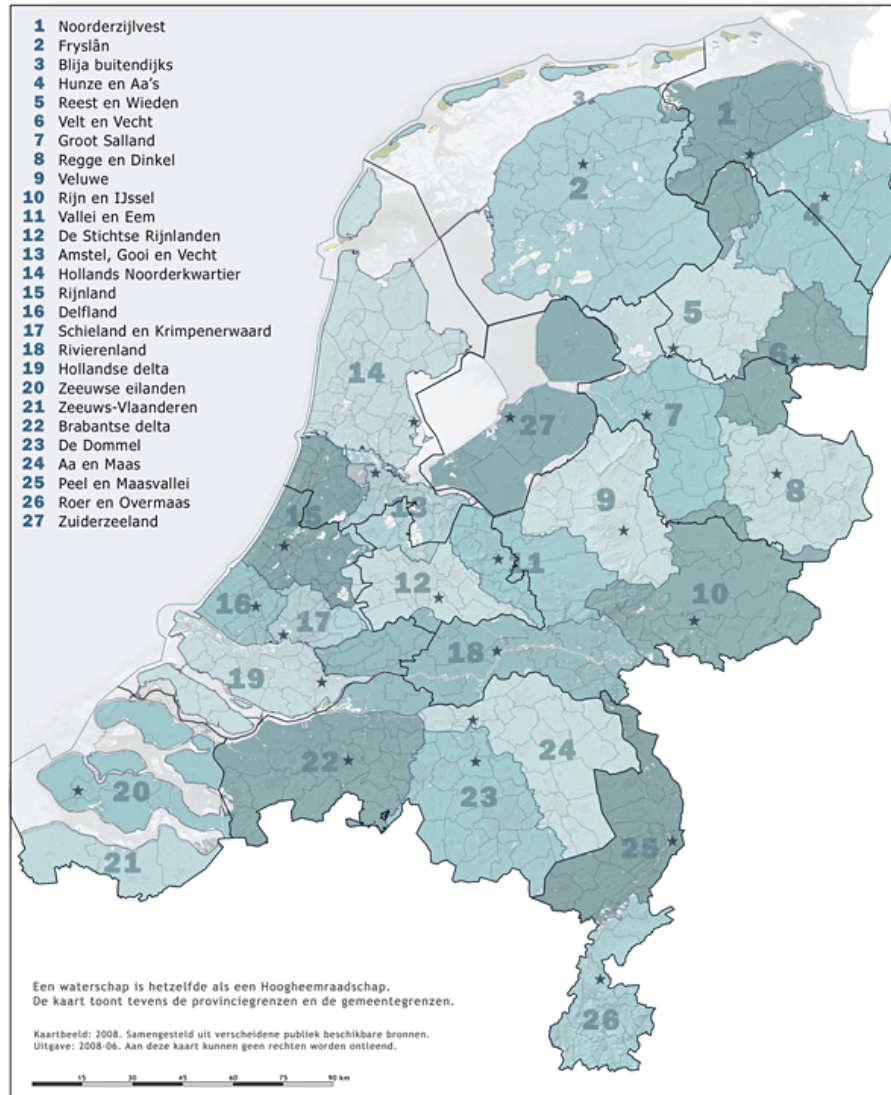 1 Noorderzijlvest
2 Fryslân
3 Blija buitendijks
4 Hunze en Aa's
5 Reest en Wieden
6 Velt en Vecht
7 Groot Salland
8 Regge en Dinkel
9 Veluwe
10 Rijn en IJssel
11 Vallei en Eem
12 De Stichtse Rijnlanden
13 Amstel, Gooi en Vecht
14 Hollands Noorderkwartier
15 Rijnland
16 Delfland
17 Schieland en Krimpenerwaard
18 Rivierenland
19 Hollandse delta
20 Zeeuwse eilanden
21 Zeeuws-Vlaanderen
22 Brabantse delta
23 De Dommel
24 Aa en Maas
25 Peel en Maasvallei
26 Roer en Overmaas
27 Zuiderzeeland
3
1
2
4
5
6
14
7
27
8
15
13
9
11
12
10
16
17
18
19
24
22
23
20
25
21
26
Een waterschap is hetzelfde als een Hoogheemraadschap.
De kaart toont tevens de provinciegrenzen en de gemeentegrenzen.
Kaartbeeld: 2008. Samengesteld uit verscheidene publiek beschikbare bronnen.
Uitgave: 2008-06. Aan deze kaart kunnen geen rechten worden ontleend.
15 30 45 60 75 90 km